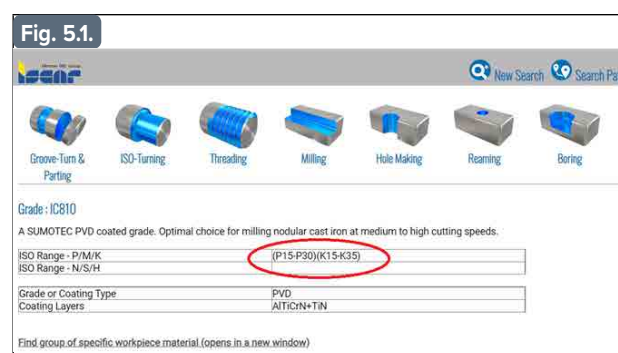 Fig. 5.1.
iscar
New Search Search Pa
Groove-Turn & Parting
ISO-Turning
Threading
Milling
Hole Making
Reaming
Boring
Grade : IC810
A SUMOTEC PVD coated grade. Optimal choice for milling nodular cast iron at medium to high cutting speeds.
ISO Range - P/M/K (P15-P30)(K15-K35)
ISO Range - N/S/H
Grade or Coating Type PVD
Coating Layers AlTiCrN+TiN
Find group of specific workpiece material (opens in a new window)